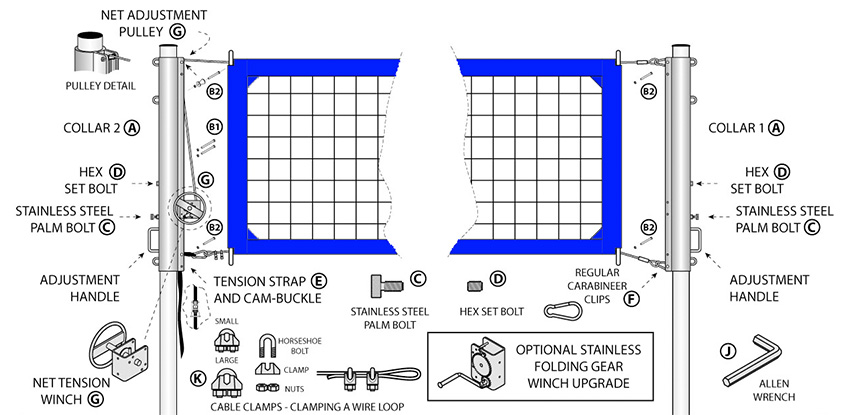 NET ADJUSTMENT
PULLEY G
PULLEY DETAIL
B2
B2
COLLAR 2 A
B1
COLLAR 1 A
HEX D
SET BOLT
G
HEX D
SET BOLT
STAINLESS STEEL
PALM BOLT C
B2
B2
STAINLESS STEEL
PALM BOLT C
ADJUSTMENT
HANDLE
TENSION STRAP E
AND CAM-BUCKLE
C
STAINLESS STEEL
PALM BOLT
D
HEX SET BOLT
REGULAR
CARABINEER
CLIPS
F
ADJUSTMENT
HANDLE
NET TENSION
WINCH G
SMALL
LARGE
K
HORSESHOE
BOLT
CLAMP
NUTS
CABLE CLAMPS - CLAMPING A WIRE LOOP
OPTIONAL STAINLESS
FOLDING GEAR
WINCH UPGRADE
J
ALLEN
WRENCH